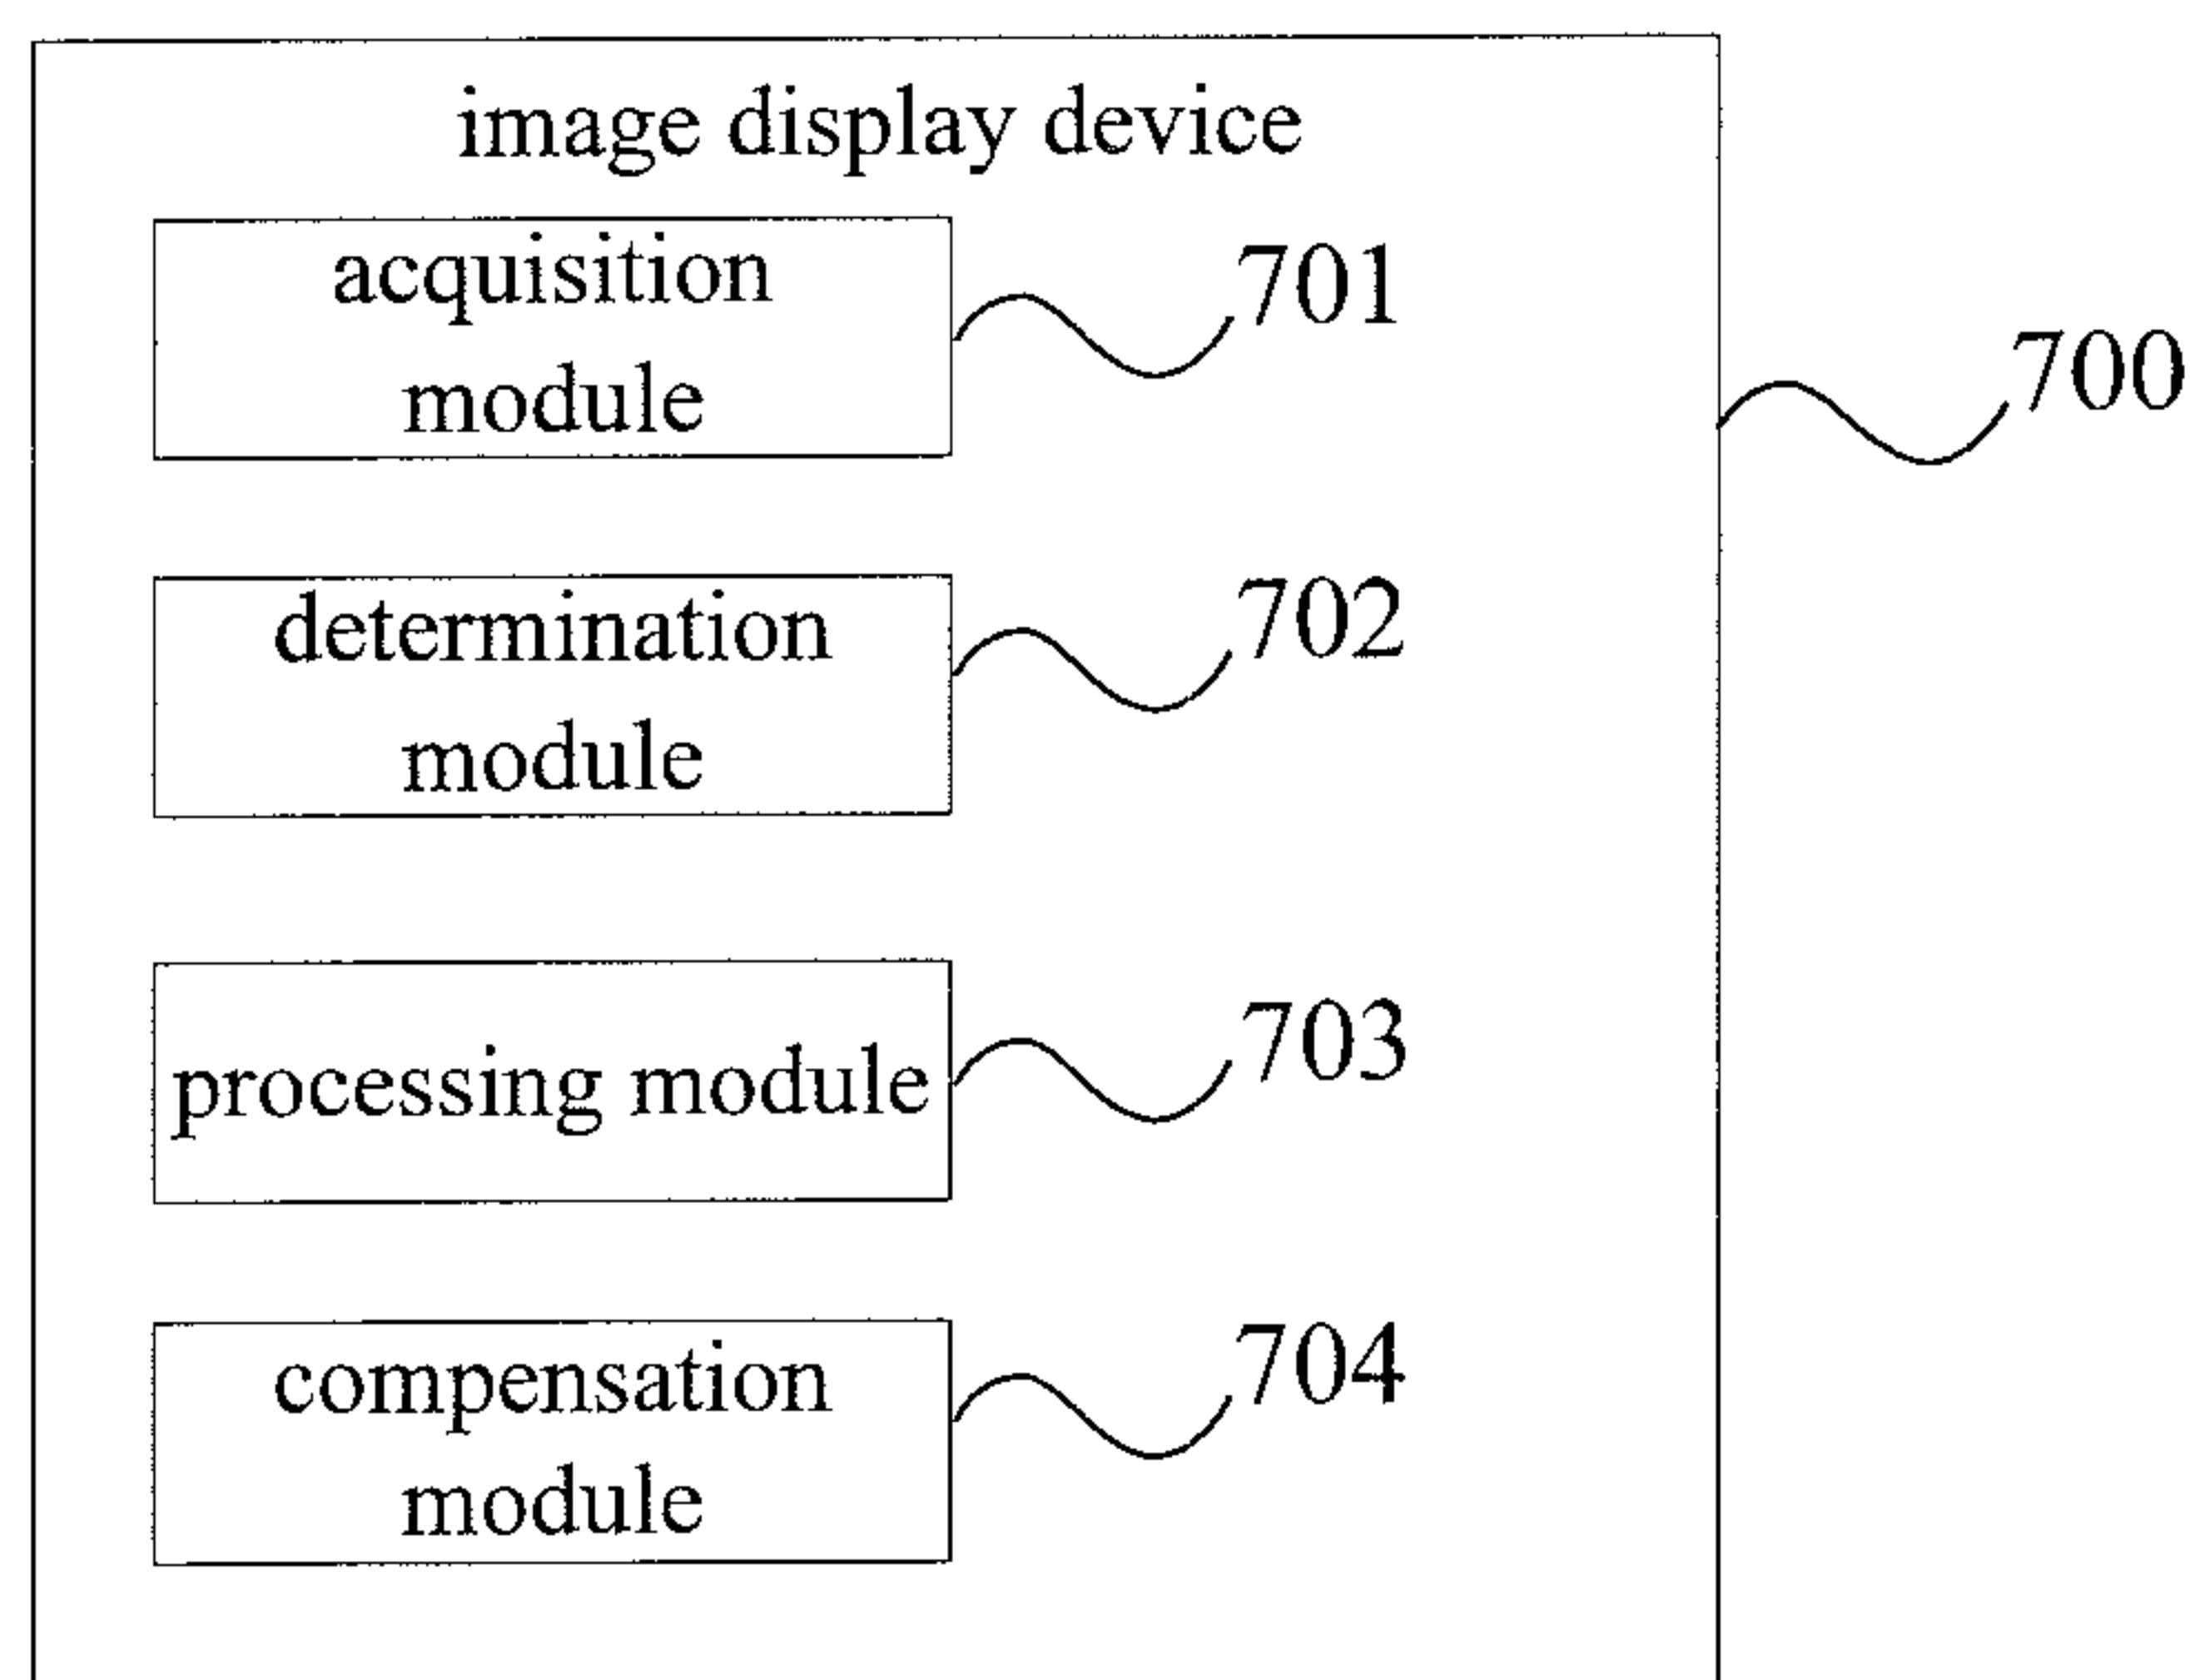 image display device
acquisition
module
701
700
determination
module
702
processing module
703
compensation
module
704